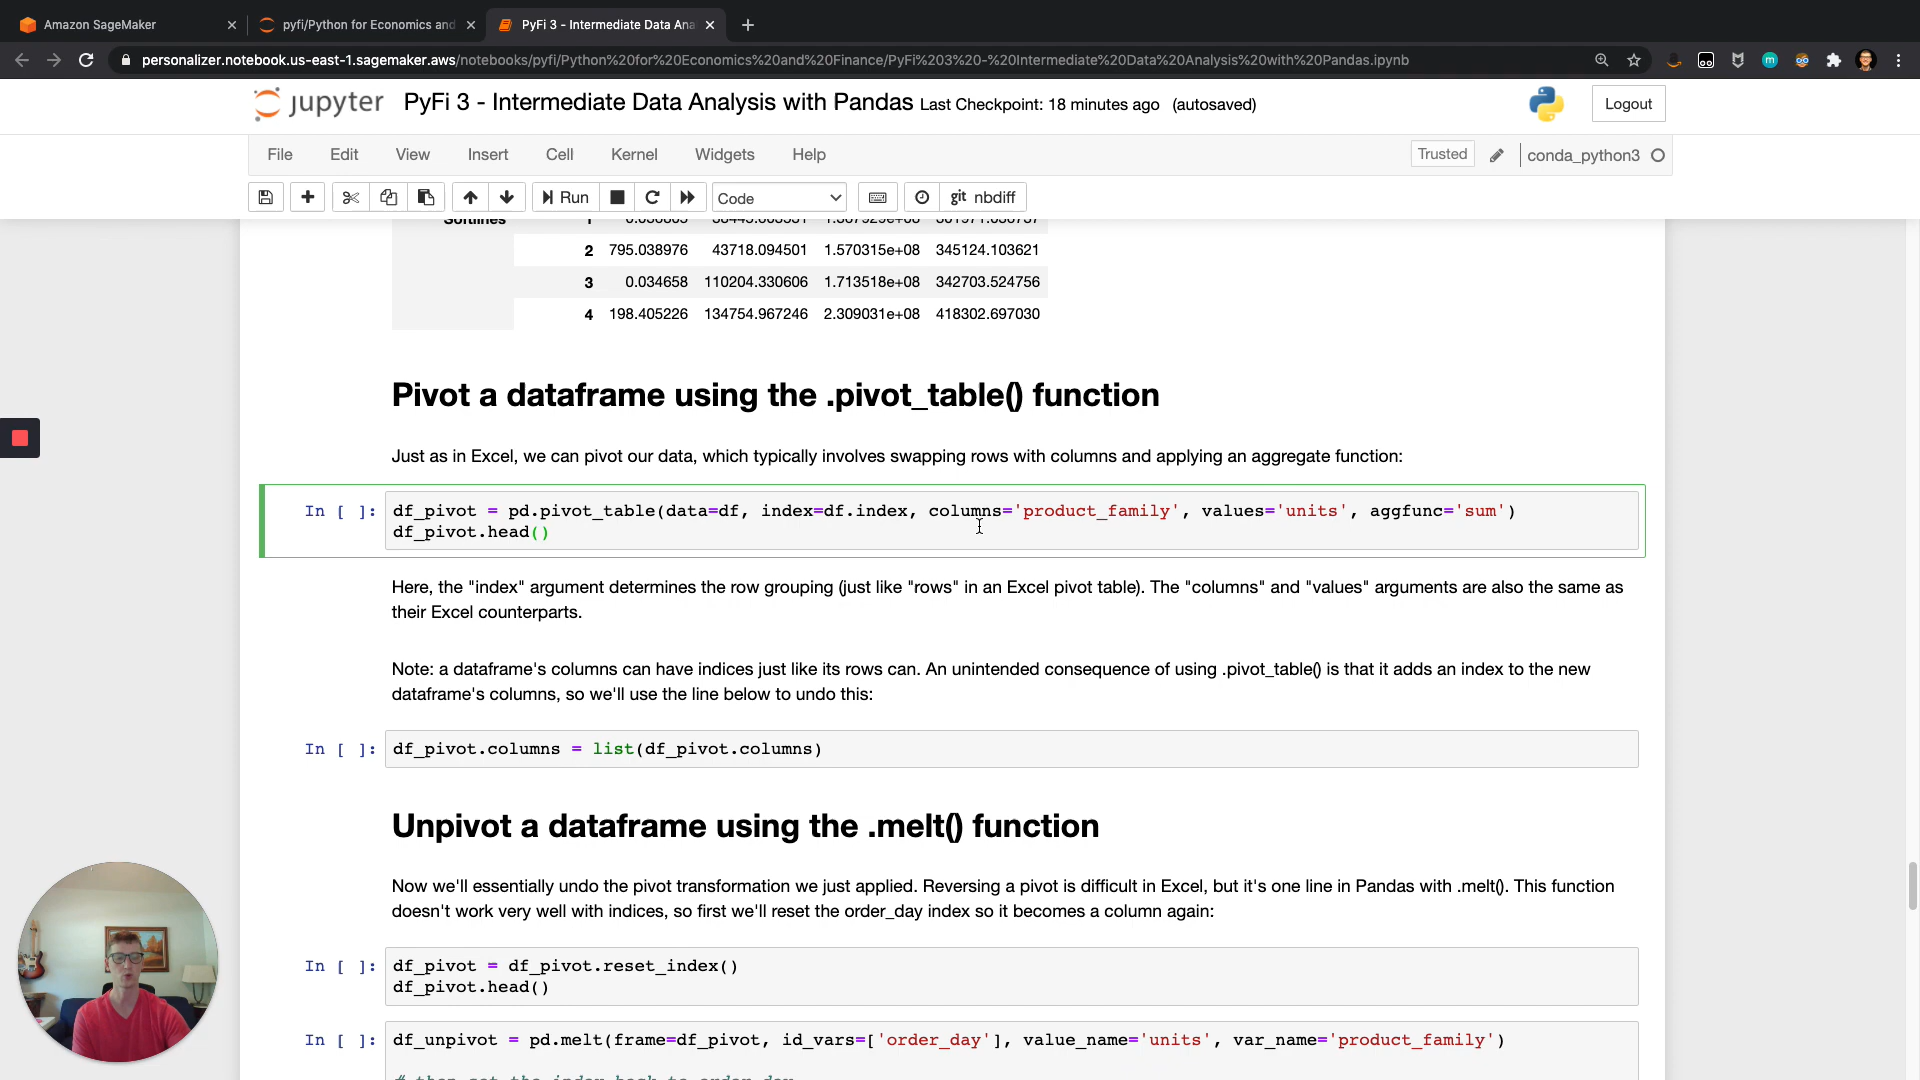 Amazon SageMaker
pyfi/Python for Economics and
PyFi 3 - Intermediate Data Ana
personalizer.notebook.us-east-1.sagemaker.aws/notebooks/pyfi/Python%20for%20Economics%20and%20Finance/PyFi%203%20-%20Intermediate%20Data%20Analysis%20with%20Pandas.ipynb
jupyter PyFi 3 - Intermediate Data Analysis with Pandas Last Checkpoint: 18 minutes ago (autosaved)
Logout
File Edit View Insert Cell Kernel Widgets Help
Trusted
conda_python3
Run
Code
git nbdiff
Softlines
2 795.038976 43718.094501 1.570315e+08 345124.103621
3 0.034658 110204.330606 1.713518e+08 342703.524756
4 198.405226 134754.967246 2.309031e+08 418302.697030
Pivot a dataframe using the .pivot_table() function
Just as in Excel, we can pivot our data, which typically involves swapping rows with columns and applying an aggregate function:
In [ ]: df_pivot = pd.pivot_table(data=df, index=df.index, columns='product_family', values='units', aggfunc='sum')
df_pivot.head()
Here, the "index" argument determines the row grouping (just like "rows" in an Excel pivot table). The "columns" and "values" arguments are also the same as
their Excel counterparts.
Note: a dataframe's columns can have indices just like its rows can. An unintended consequence of using .pivot_table() is that it adds an index to the new
dataframe's columns, so we'll use the line below to undo this:
In [ ]: df_pivot.columns = list(df_pivot.columns)
Unpivot a dataframe using the .melt() function
Now we'll essentially undo the pivot transformation we just applied. Reversing a pivot is difficult in Excel, but it's one line in Pandas with .melt(). This function
doesn't work very well with indices, so first we'll reset the order_day index so it becomes a column again:
In [ ]: df_pivot = df_pivot.reset_index()
df_pivot.head()
In [ ]: df_unpivot = pd.melt(frame=df_pivot, id_vars=['order_day'], value_name='units', var_name='product_family')